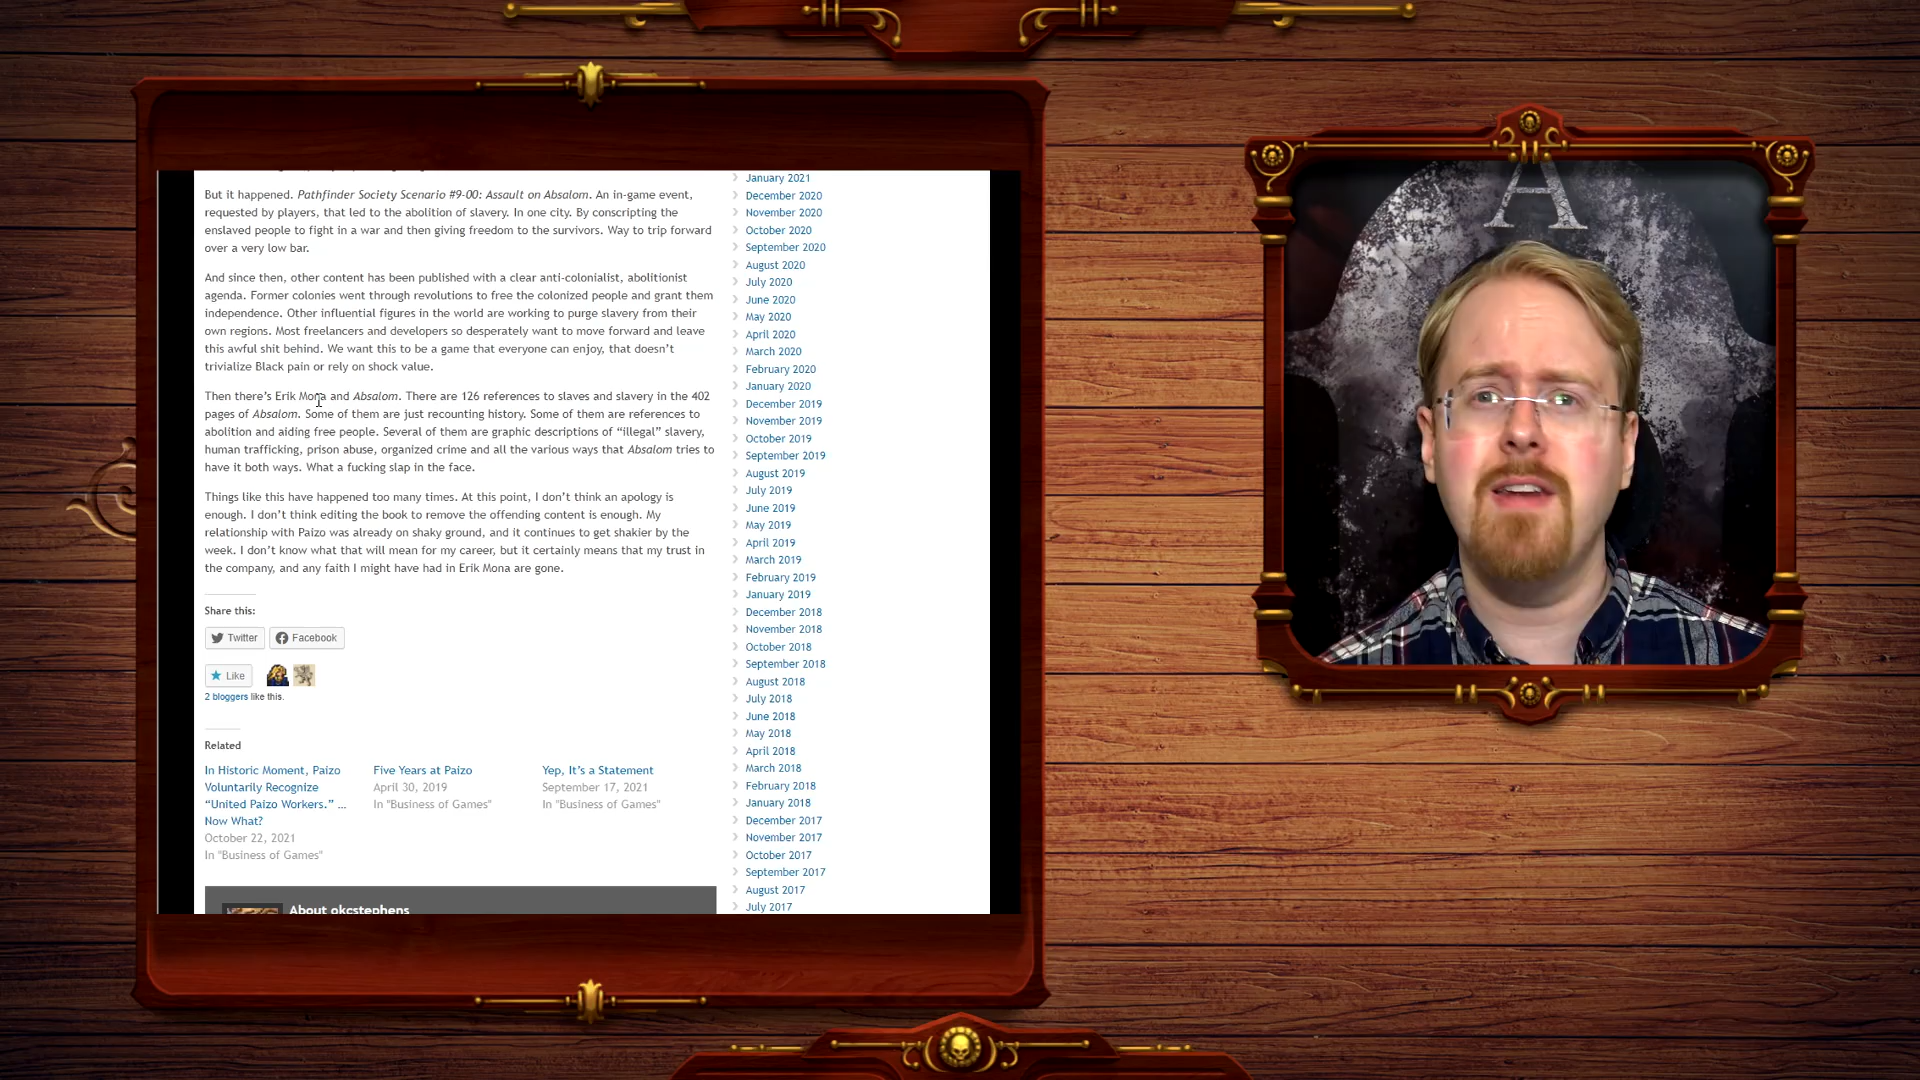 But it happened. Pathfinder Society Scenario #9-00: Assault on Absalom. An in-game event,
requested by players, that led to the abolition of slavery. In one city. By conscripting the
enslaved people to fight in a war and then giving freedom to the survivors. Way to trip forward
over a very low bar.
And since then, other content has been published with a clear anti-colonialist, abolitionist
agenda. Former colonies went through revolutions to free the colonized people and grant them
independence. Other influential figures in the world are working to purge slavery from their
own regions. Most freelancers and developers so desperately want to move forward and leave
this awful shit behind. We want this to be a game that everyone can enjoy, that doesn’t
trivialize Black pain or rely on shock value.
Then there’s Erik Mona and Absalom. There are 126 references to slaves and slavery in the 402
pages of Absalom. Some of them are just recounting history. Some of them are references to
abolition and aiding free people. Several of them are graphic descriptions of “illegal” slavery,
human trafficking, prison abuse, organized crime and all the various ways that Absalom tries to
have it both ways. What a fucking slap in the face.
Things like this have happened too many times. At this point, I don’t think an apology is
enough. I don’t think editing the book to remove the offending content is enough. My
relationship with Paizo was already on shaky ground, and it continues to get shakier by the
week. I don’t know what that will mean for my career, but it certainly means that my trust in
the company, and any faith I might have had in Erik Mona are gone.
Share this:
Twitter
Facebook
Like
2 bloggers like this.
Related
In Historic Moment, Paizo
Voluntarily Recognize
“United Paizo Workers.” ...
Now What?
October 22, 2021
In "Business of Games"
Five Years at Paizo
April 30, 2019
In "Business of Games"
Yep, It’s a Statement
September 17, 2021
In "Business of Games"
About okcstephens
January 2021
December 2020
November 2020
October 2020
September 2020
August 2020
July 2020
June 2020
May 2020
April 2020
March 2020
February 2020
January 2020
December 2019
November 2019
October 2019
September 2019
August 2019
July 2019
June 2019
May 2019
April 2019
March 2019
February 2019
January 2019
December 2018
November 2018
October 2018
September 2018
August 2018
July 2018
June 2018
May 2018
April 2018
March 2018
February 2018
January 2018
December 2017
November 2017
October 2017
September 2017
August 2017
July 2017
A